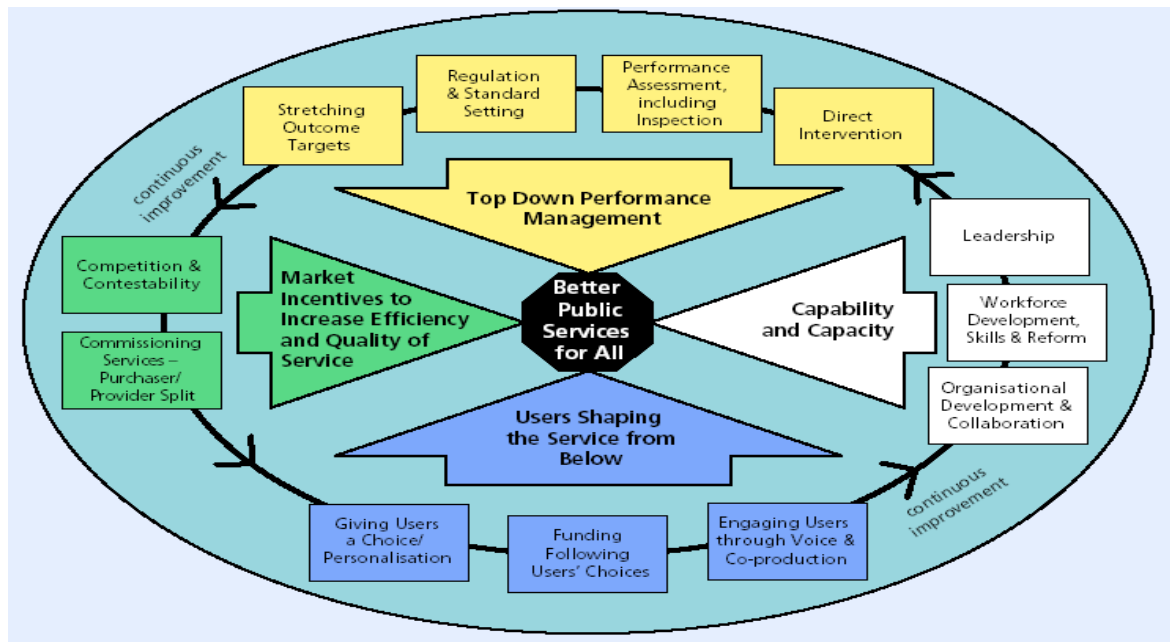 Regulation
& Standard
Setting
Performance
Assessment,
including
Inspection
Stretching
Outcome
Targets
Direct
Intervention
continuous
improvement
Top Down Performance
Management
Leadership
Competition &
Contestability
Market
Incentives to
Increase Efficiency
and Quality of
Service
Better
Public
Services
for All
Capability
and Capacity
Workforce
Development,
Skills & Reform
Commissioning
Services –
Purchaser/
Provider Split
Organisational
Development &
Collaboration
Users Shaping
the Service from
Below
continuous
improvement
Giving Users
a Choice/
Personalisation
Funding
Following
Users' Choices
Engaging Users
through Voice &
Co-production